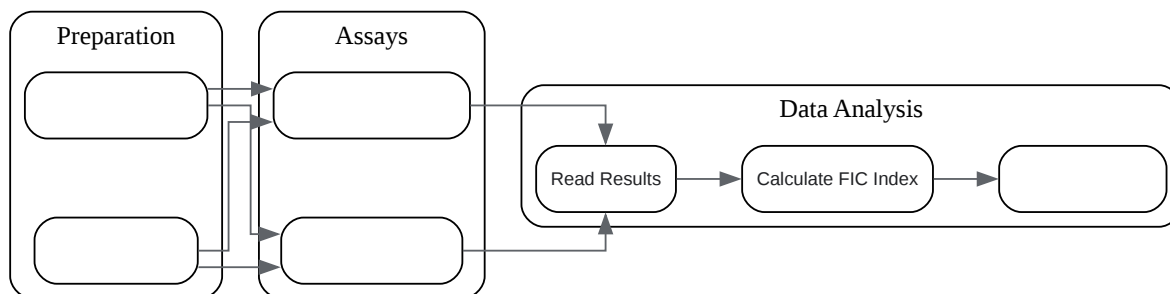 Preparation
Assays
Data Analysis
Read Results
Calculate FIC Index